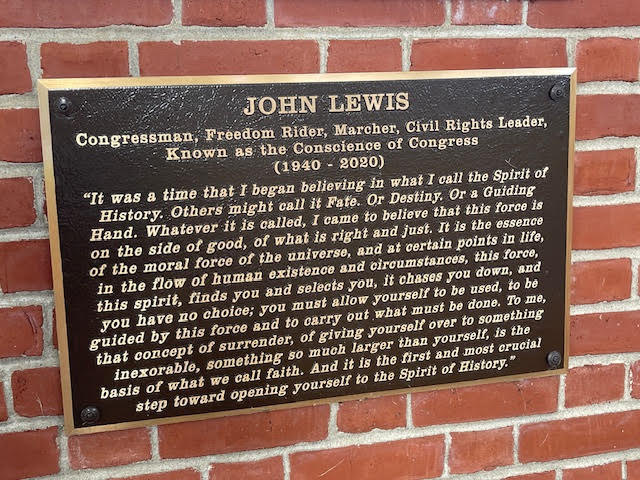 JOHN LEWIS
Congressman, Freedom Rider, Marcher, Civil Rights Leader,
Known as the Conscience of Congress
(1940 - 2020)
"It was a time that I began believing in what I call the Spirit of
History. Others might call it Fate. Or Destiny. Or a Guiding
Hand. Whatever it is called, I came to believe that this force is
on the side of good, of what is right and just. It is the essence
of the moral force of the universe, and at certain points in life,
in the flow of human existence and circumstances, this force,
this spirit, finds you and selects you, it chases you down, and
you have no choice; you must allow yourself to be used, to be
guided by this force and to carry out what must be done. To me,
that concept of surrender, of giving yourself over to something
inexorable, something so much larger than yourself, is the
basis of what we call faith. And it is the first and most crucial
step toward opening yourself to the Spirit of History."